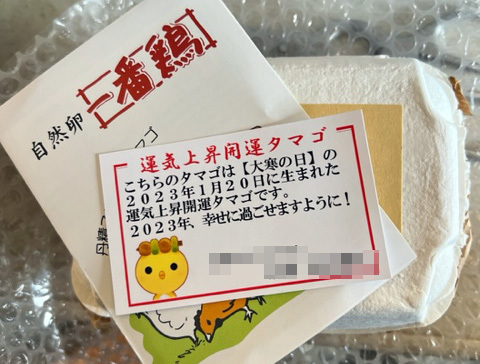 自然卵
一番鶏
タマゴ
運気上昇開運タマゴ
こちらのタマゴは【大寒の日】の
2023年1月20日に生まれた
運気上昇開運タマゴです。
2023年、幸せに過ごせますように!